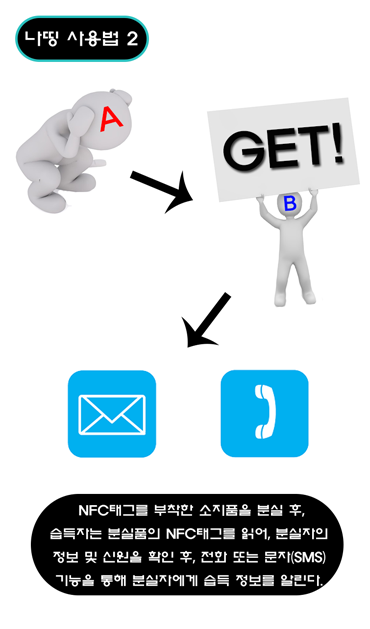 나띵 사용법 2
A
GET!
B
NFC태그를 부착한 소지품을 분실 후,
습득자는 분실품의 NFC태그를 읽어, 분실자의
정보 및 신원을 확인 후, 전화 또는 문자(SMS)
기능을 통해 분실자에게 습득 정보를 알린다.